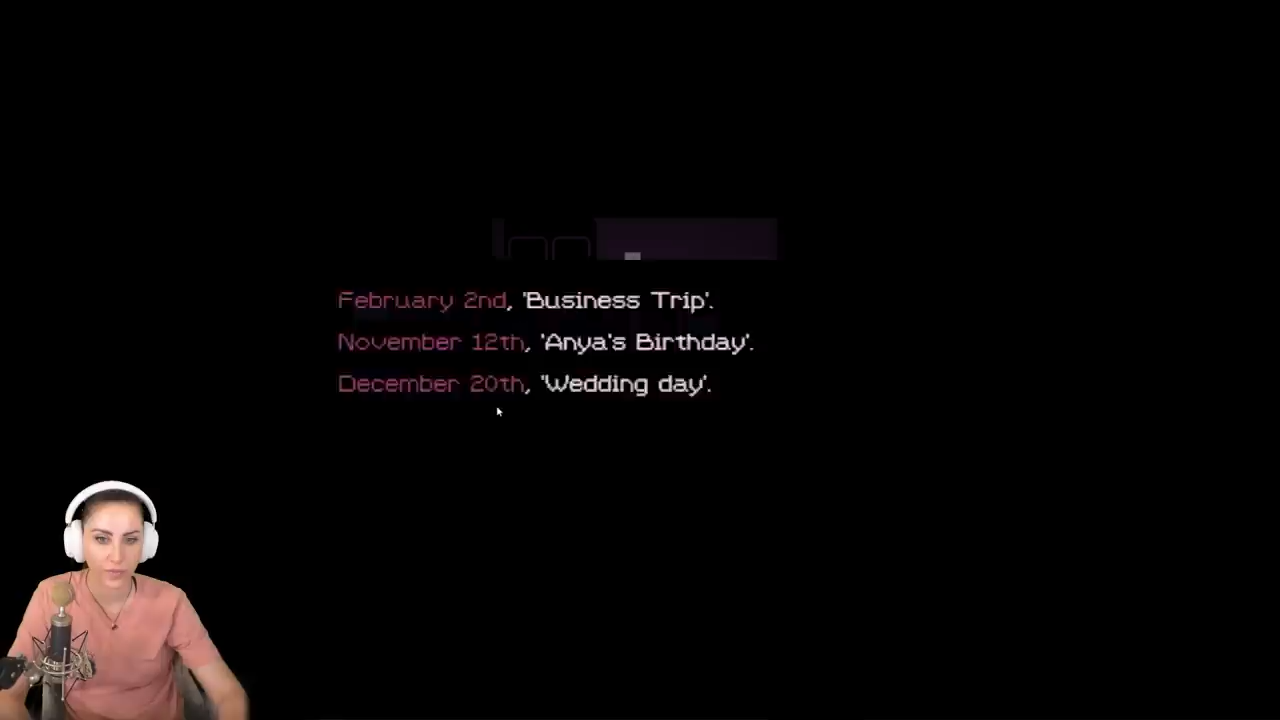 February 2nd, 'Business Trip'.
November 12th, 'Anya's Birthday'.
December 20th, 'Wedding day'.